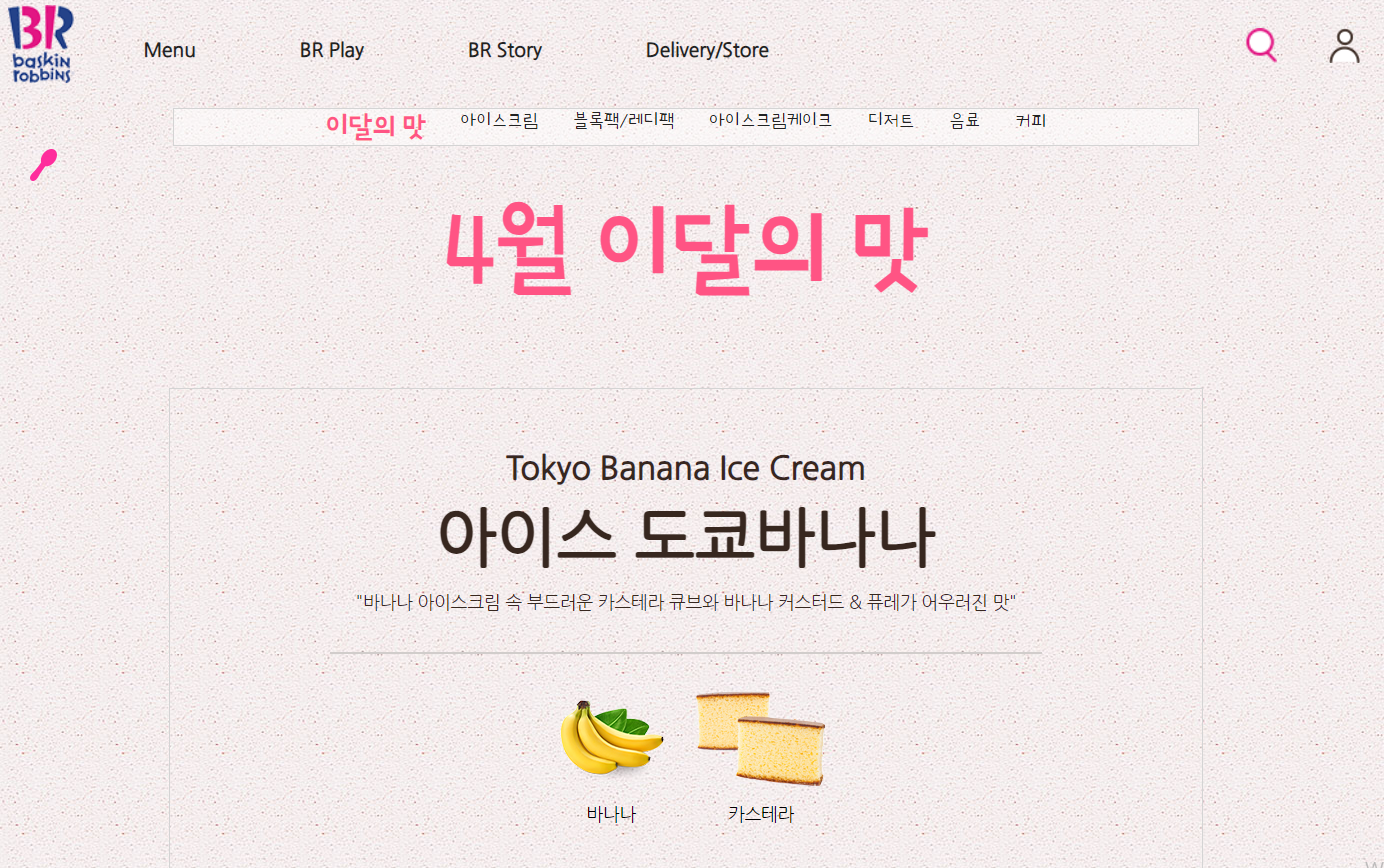 BR
baskin
robbins
Menu
BR Play
BR Story
Delivery/Store
이달의 맛
아이스크림
블록팩/레디팩
아이스크림케이크
디저트
음료
커피
4월 이달의 맛
Tokyo Banana Ice Cream
아이스 도쿄바나나
"바나나 아이스크림 속 부드러운 카스테라 큐브와 바나나 커스터드 & 퓨레가 어우러진 맛"
바나나
카스테라